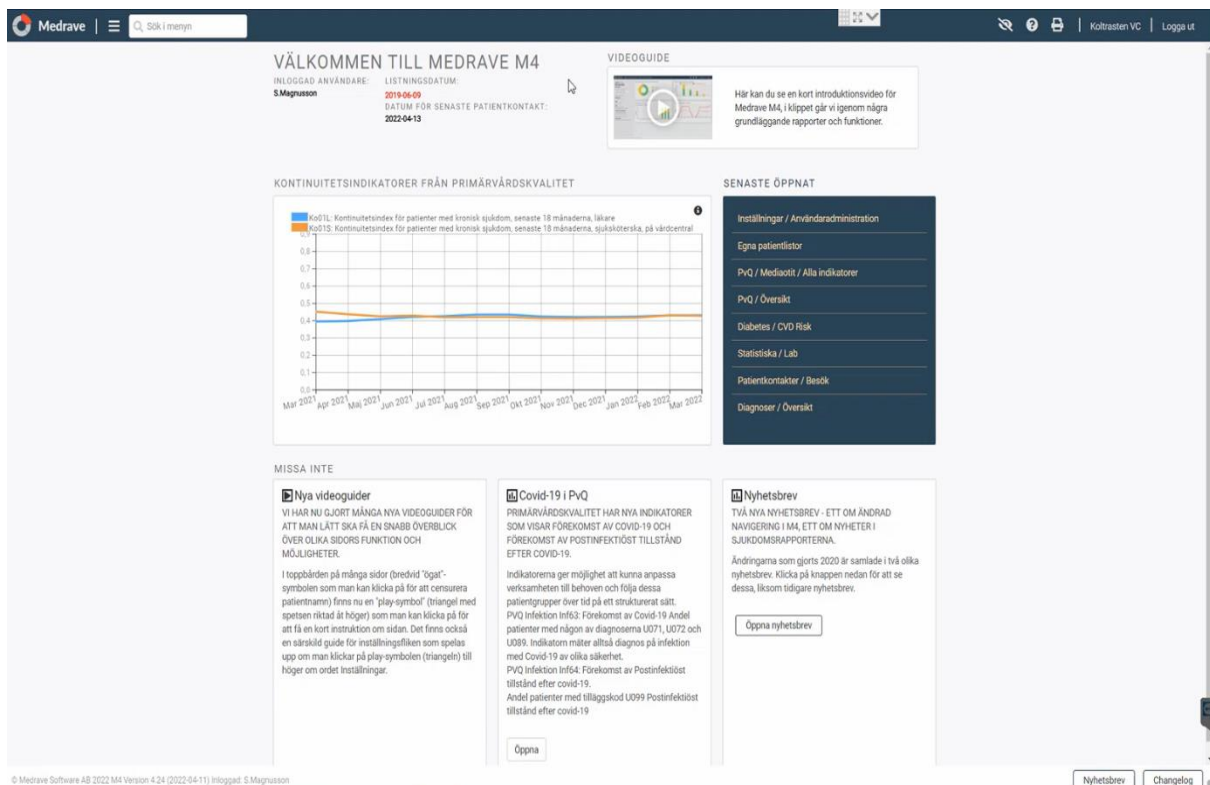 Medrave
Sök i menyn
Koltrasten VC
Logga ut
VÄLKOMMEN TILL MEDRAVE M4
INLOGGAD ANVÄNDARE:
S.Magnusson
LISTNINGSDATUM:
2019-06-09
DATUM FÖR SENASTE PATIENTKONTAKT:
2022-04-13
VIDEOGUIDE
Här kan du se en kort introduktionsvideo för
Medrave M4, i klippet går vi igenom några
grundläggande rapporter och funktioner.
KONTINUITETSINDIKATORER FRÅN PRIMÄRVÅRDSKVALITET
Ko01L: Kontinuitetsindex för patienter med kronisk sjukdom, senaste 18 månaderna, läkare
Ko01S: Kontinuitetsindex för patienter med kronisk sjukdom, senaste 18 månaderna, sjuksköterska, på vårdcentral
0,9
0,8
0,7
0,6
0,5
0,4
0,3
0,2
0,1
0,0
Mar 2021 Apr 2021 Maj 2021 Jun 2021 Jul 2021 Aug 2021 Sep 2021 Okt 2021 Nov 2021 Dec 2021 Jan 2022 Feb 2022 Mar 2022
SENASTE ÖPPNAT
Inställningar / Användaradministration
Egna patientlistor
PvQ / Mediaotit / Alla indikatorer
PvQ / Översikt
Diabetes / CVD Risk
Statistiska / Lab
Patientkontakter / Besök
Diagnoser / Översikt
MISSA INTE
Nya videoguider
VI HAR NU GJORT MÅNGA NYA VIDEOGUIDER FÖR
ATT MAN LÄTT SKA FÅ EN SNABB ÖVERBLICK
ÖVER OLIKA SIDORS FUNKTION OCH
MÖJLIGHETER.
I toppbården på många sidor (bredvid "ögat"-
symbolen som man kan klicka på för att censurera
patientnamn) finns nu en "play-symbol" (triangel med
spetsen riktad åt höger) som man kan klicka på för
att få en kort instruktion om sidan. Det finns också
en särskild guide för inställningsfliken som spelas
upp om man klickar på play-symbolen (triangeln) till
höger om ordet Inställningar.
Covid-19 i PvQ
PRIMÄRVÅRDSKVALITET HAR NYA INDIKATORER
SOM VISAR FÖREKOMST AV COVID-19 OCH
FÖREKOMST AV POSTINFEKTIÖST TILLSTÅND
EFTER COVID-19.
Indikatorerna ger möjlighet att kunna anpassa
verksamheten till behoven och följa dessa
patientgrupper över tid på ett strukturerat sätt.
PVQ Infektion Inf63: Förekomst av Covid-19 Andel
patienter med någon av diagnoserna U071, U072 och
U089. Indikatorn mäter alltså diagnos på infektion
med Covid-19 av olika säkerhet.
PVQ Infektion Inf64: Förekomst av Postinfektiöst
tillstånd efter covid-19.
Andel patienter med tilläggskod U099 Postinfektiöst
tillstånd efter covid-19
Öppna
Nyhetsbrev
TVÅ NYA NYHETSBREV - ETT OM ÄNDRAD
NAVIGERING I M4, ETT OM NYHETER I
SJUKDOMSRAPPORTERNA.
Ändringarna som gjorts 2020 är samlade i två olika
nyhetsbrev. Klicka på knappen nedan för att se
dessa, liksom tidigare nyhetsbrev.
Öppna nyhetsbrev
© Medrave Software AB 2022 M4 Version 4.24 (2022-04-11) Inloggad: S.Magnusson
Nyhetsbrev
Changelog